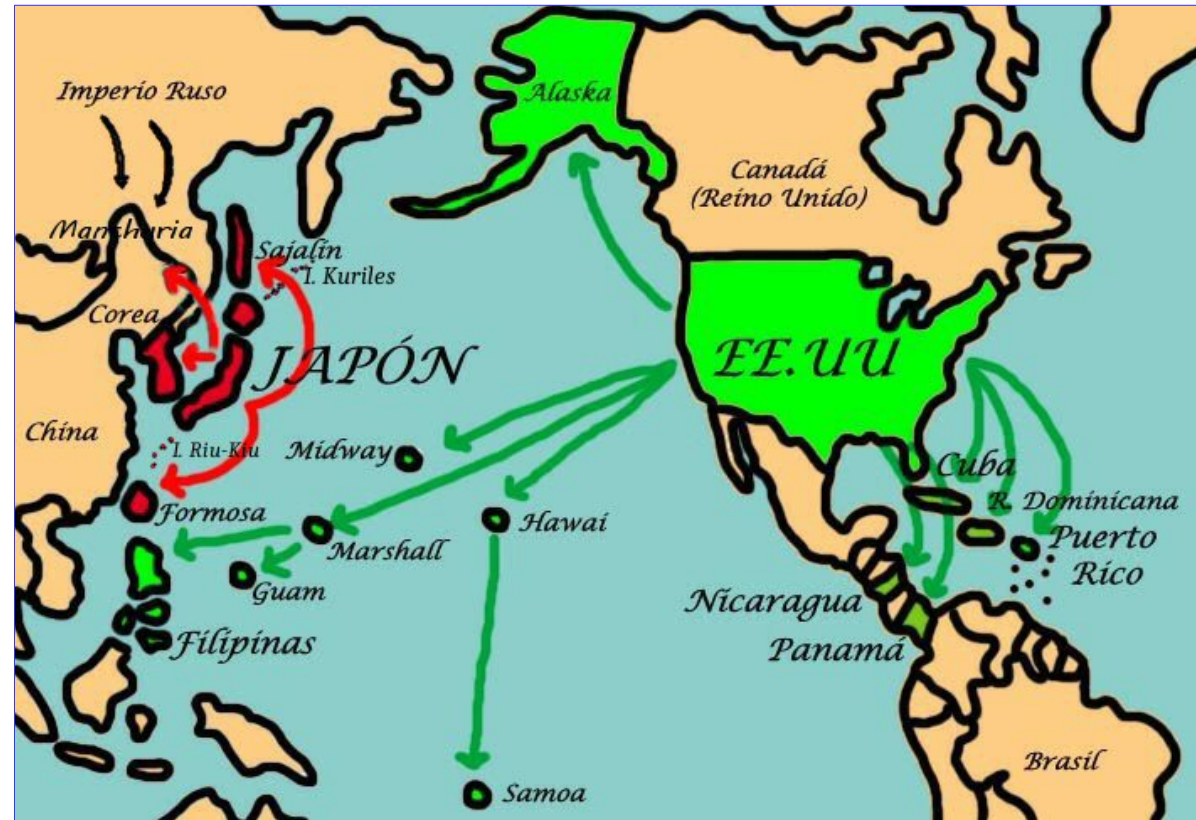 Imperio Ruso
Alaska
Canadá
(Reino Unido)
Manchuria
Sajalín
I. Kuriles
Corea
JAPÓN
EE.UU
China
I. Riu-Kiu
Midway
Cuba
R. Dominicana
Formosa
Hawai
Marshall
Puerto
Rico
Guam
Nicaragua
Filipinas
Panamá
Brasil
Samoa